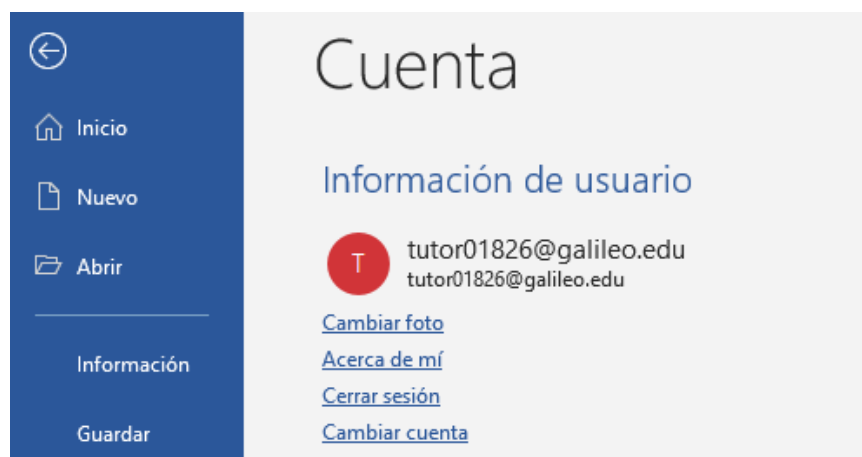 Inicio
Nuevo
Abrir
Información
Guardar
Cuenta
Información de usuario
T
tutor01826@galileo.edu
tutor01826@galileo.edu
Cambiar foto
Acerca de mí
Cerrar sesión
Cambiar cuenta